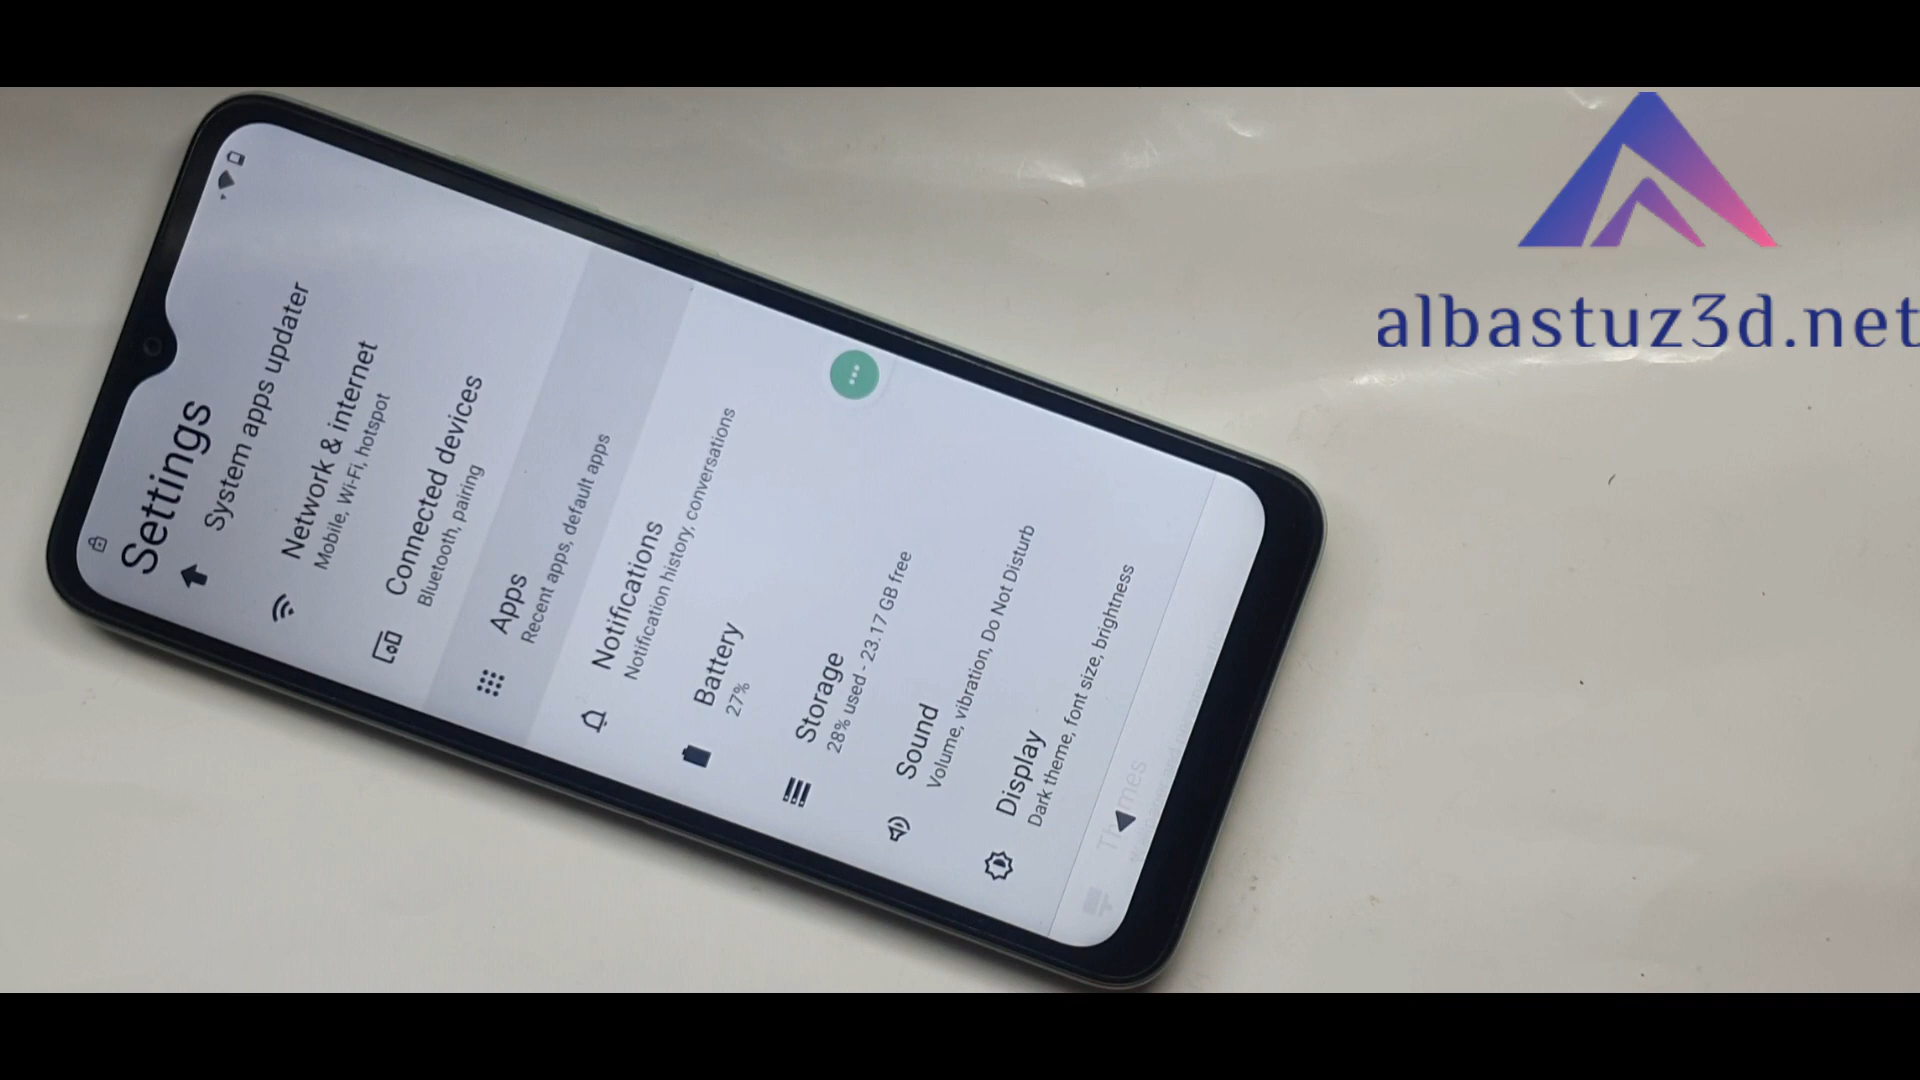 Settings
System apps updater
Network & internet
Mobile, Wi-Fi, hotspot
Connected devices
Bluetooth, pairing
Apps
Recent apps, default apps
Notifications
Notification history, conversations
Battery
27%
Storage
28% used - 23.17 GB free
Sound
Volume, vibration, Do Not Disturb
Display
Dark theme, font size, brightness
albastuz3d.net